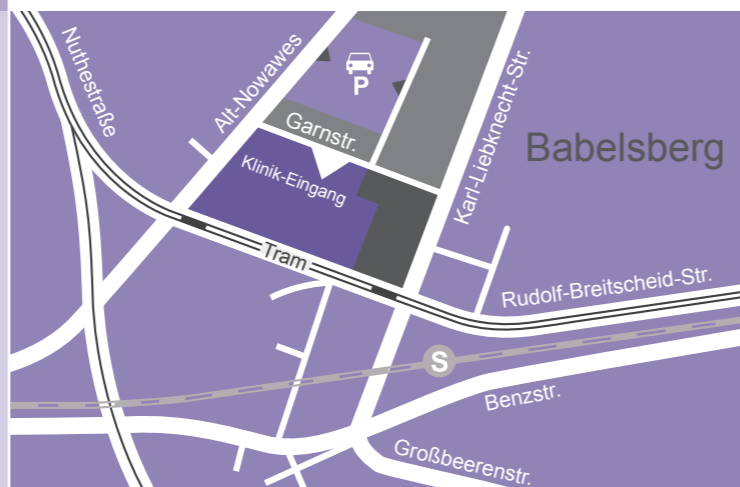 Nuthestraße
Alt-Nowawes
P
Karl-Liebknecht-Str.
Garnstr.
Babelsberg
Klinik-Eingang
Tram
Rudolf-Breitscheid-Str.
S
Benzstr.
Großbeerenstr.